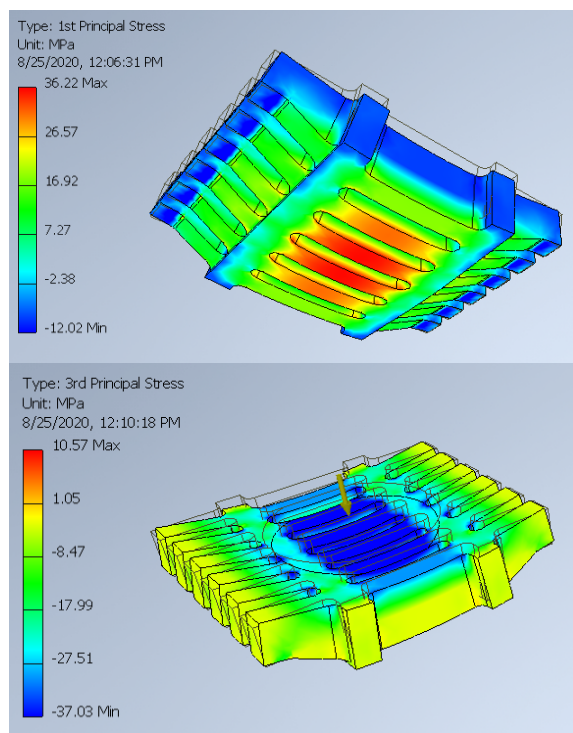 Type: 1st Principal Stress
Unit: MPa
8/25/2020, 12:06:31 PM
36.22 Max
26.57
16.92
7.27
-2.38
-12.02 Min
Type: 3rd Principal Stress
Unit: MPa
8/25/2020, 12:10:18 PM
10.57 Max
1.05
-8.47
-17.99
-27.51
-37.03 Min